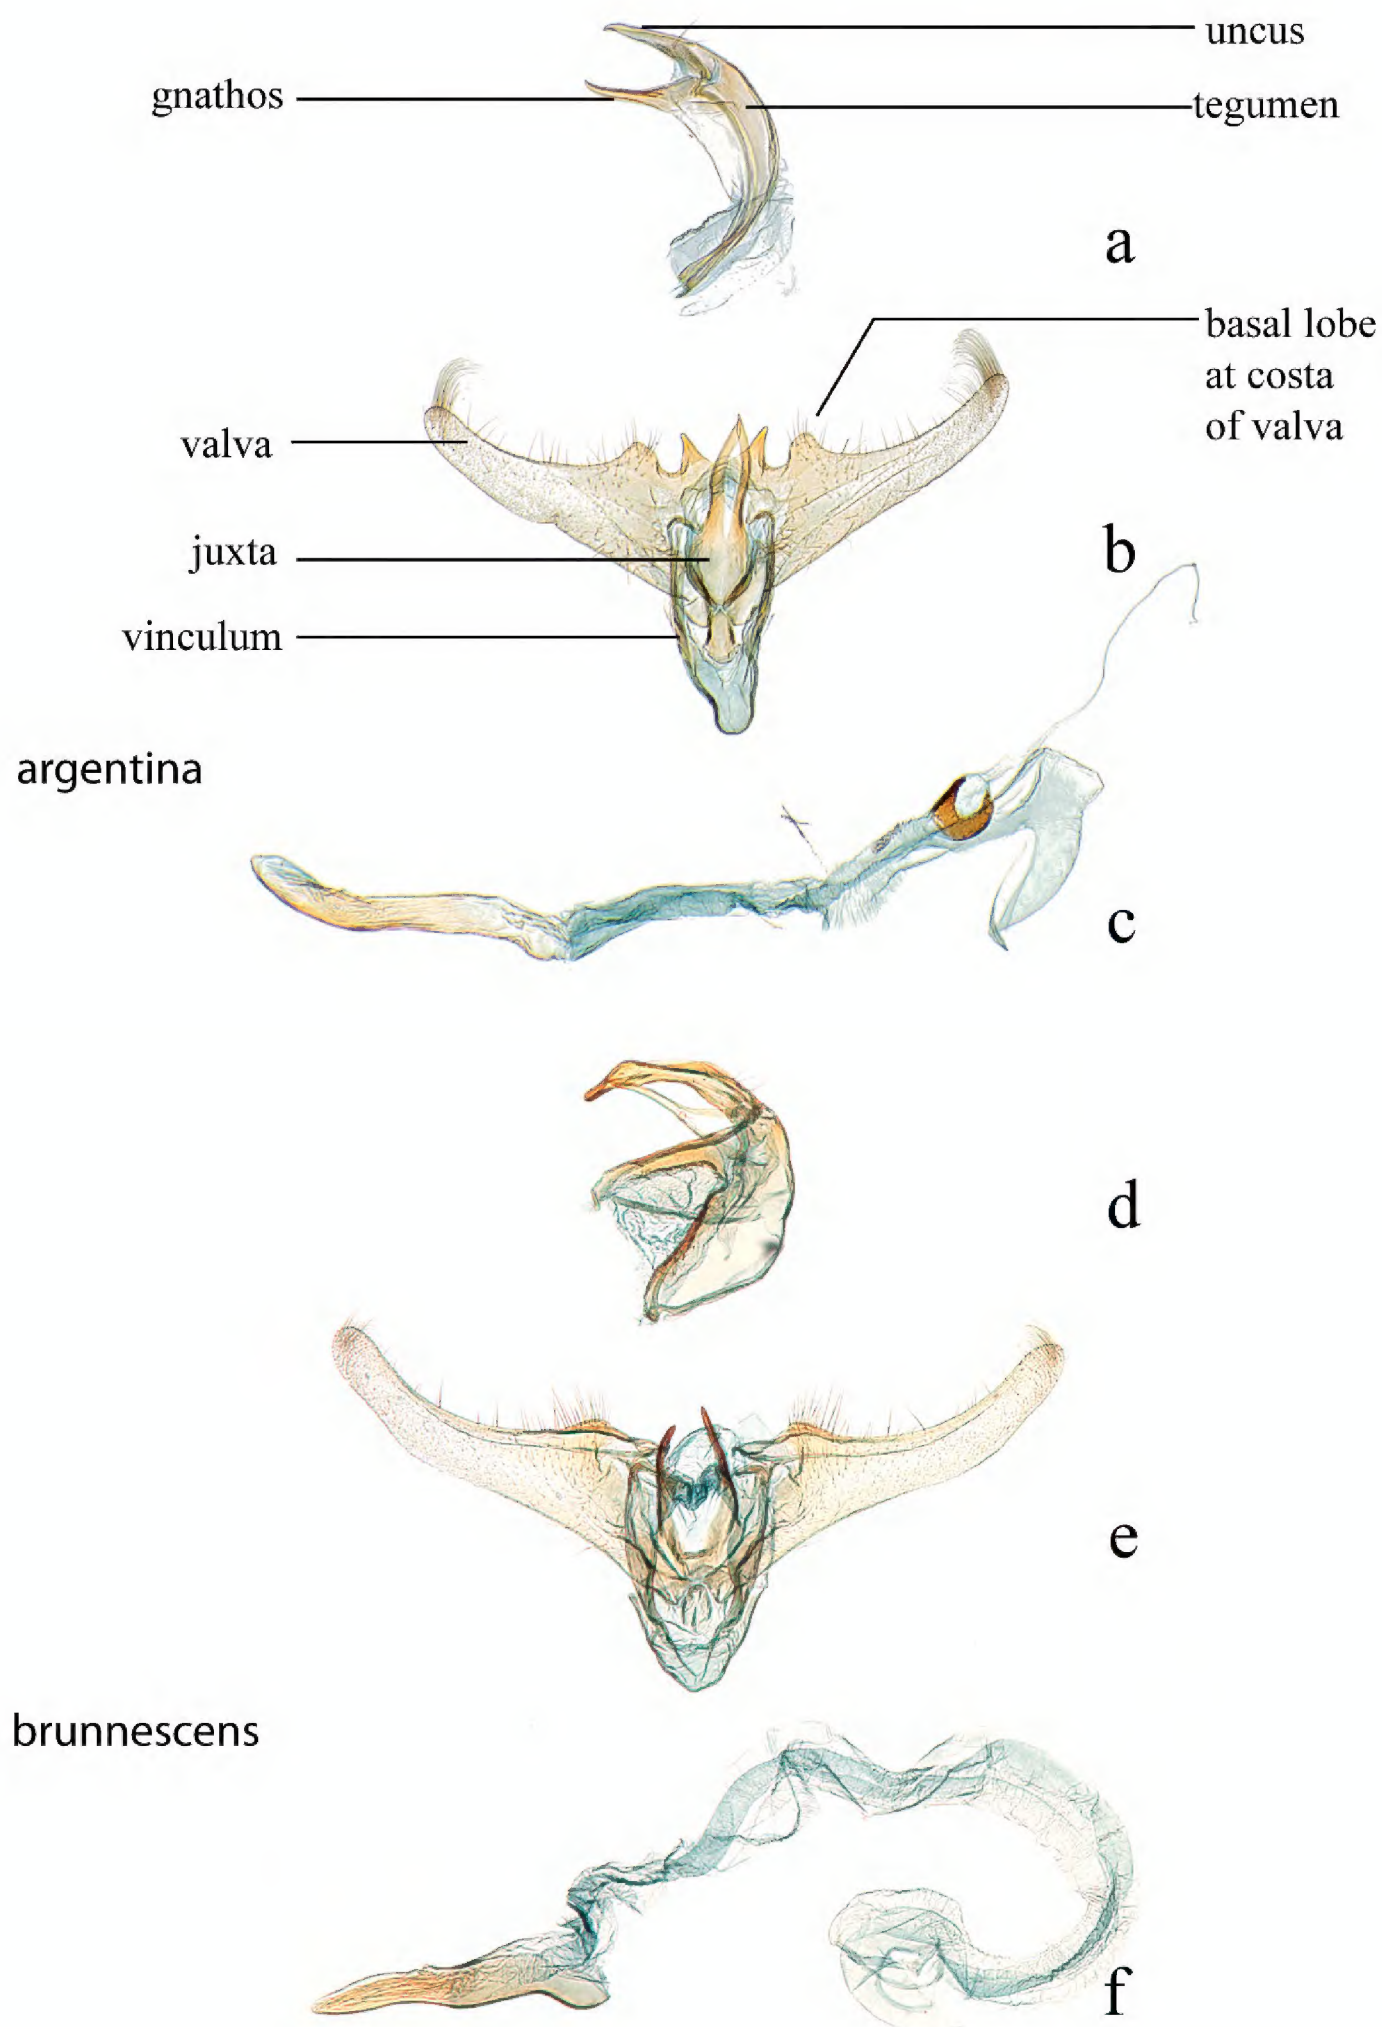 uncus
gnathos
tegumen
a
basal lobe
at costa
of valva
valva
b
juxta
vinculum
argentina
c
d
e
brunnescens
f